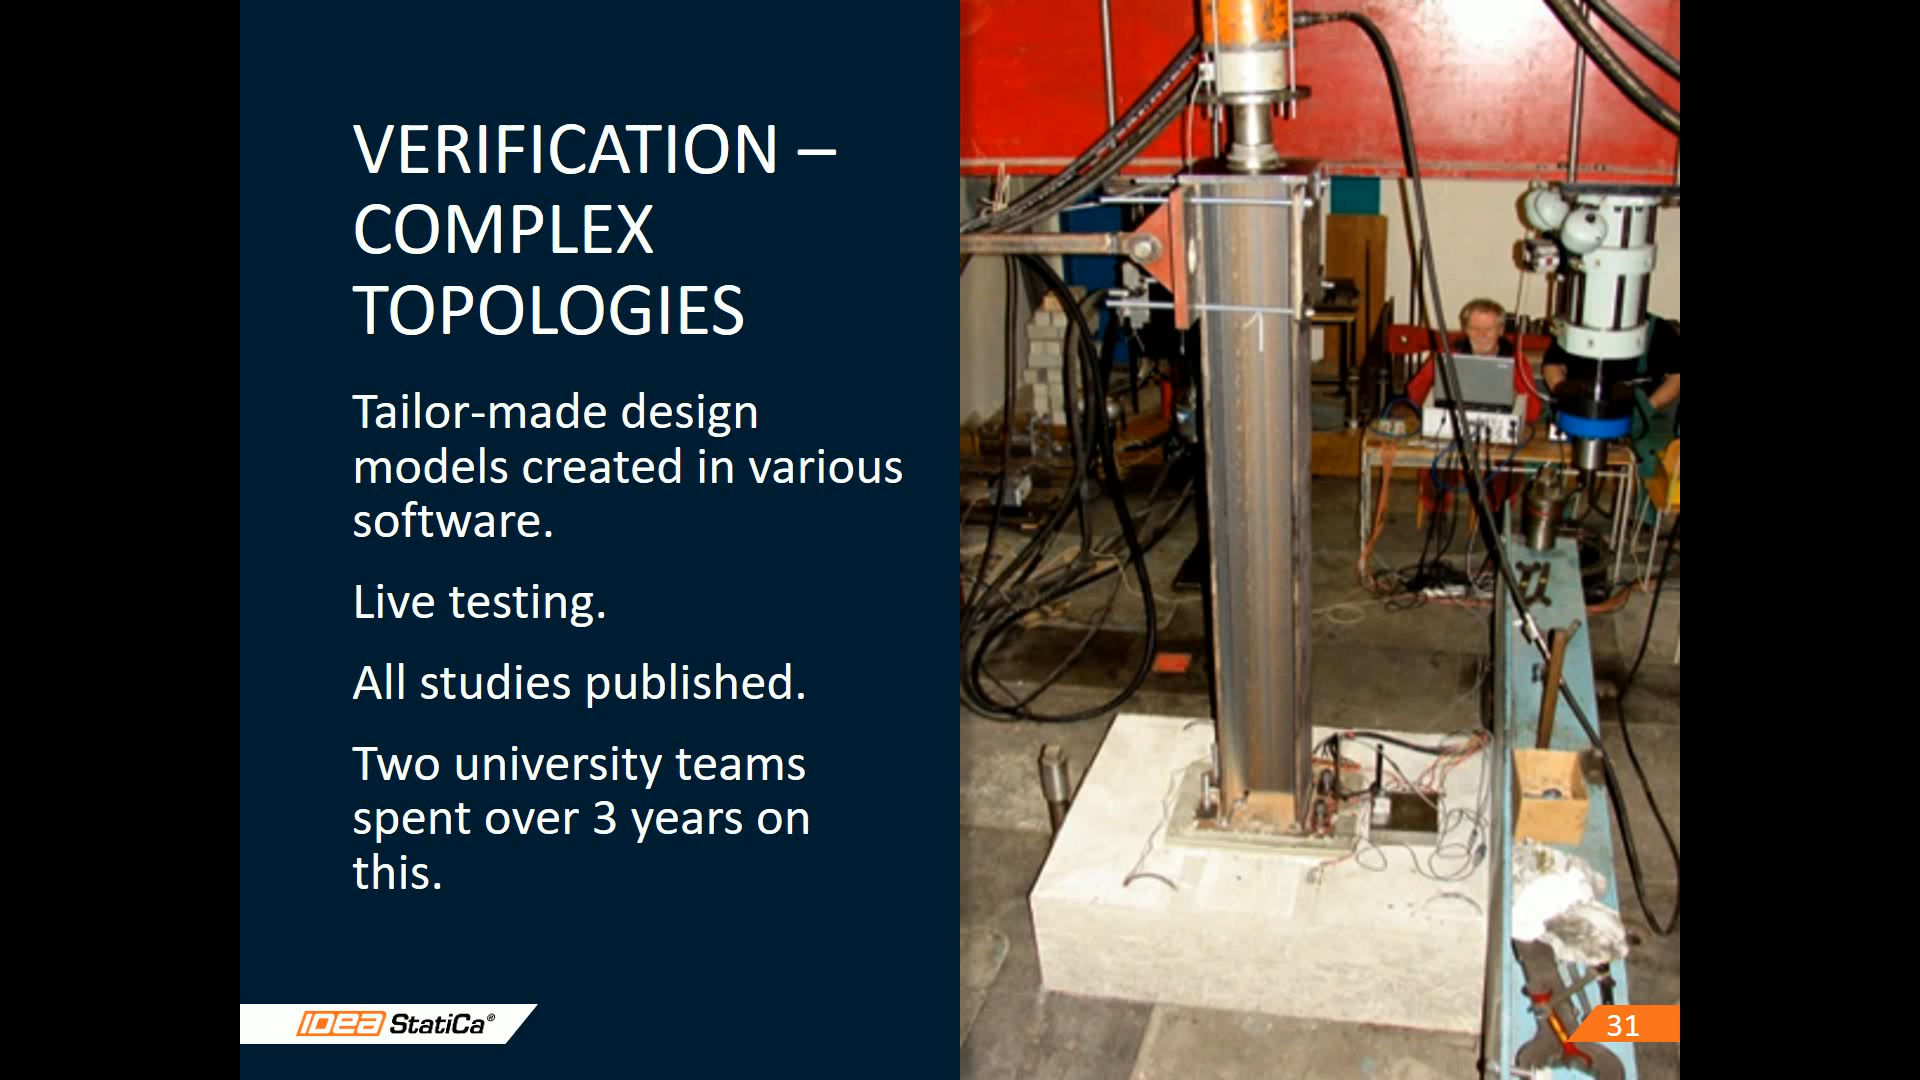 VERIFICATION –
COMPLEX
TOPOLOGIES
Tailor-made design
models created in various
software.
Live testing.
All studies published.
Two university teams
spent over 3 years on
this.
IDEA StatiCa®
31